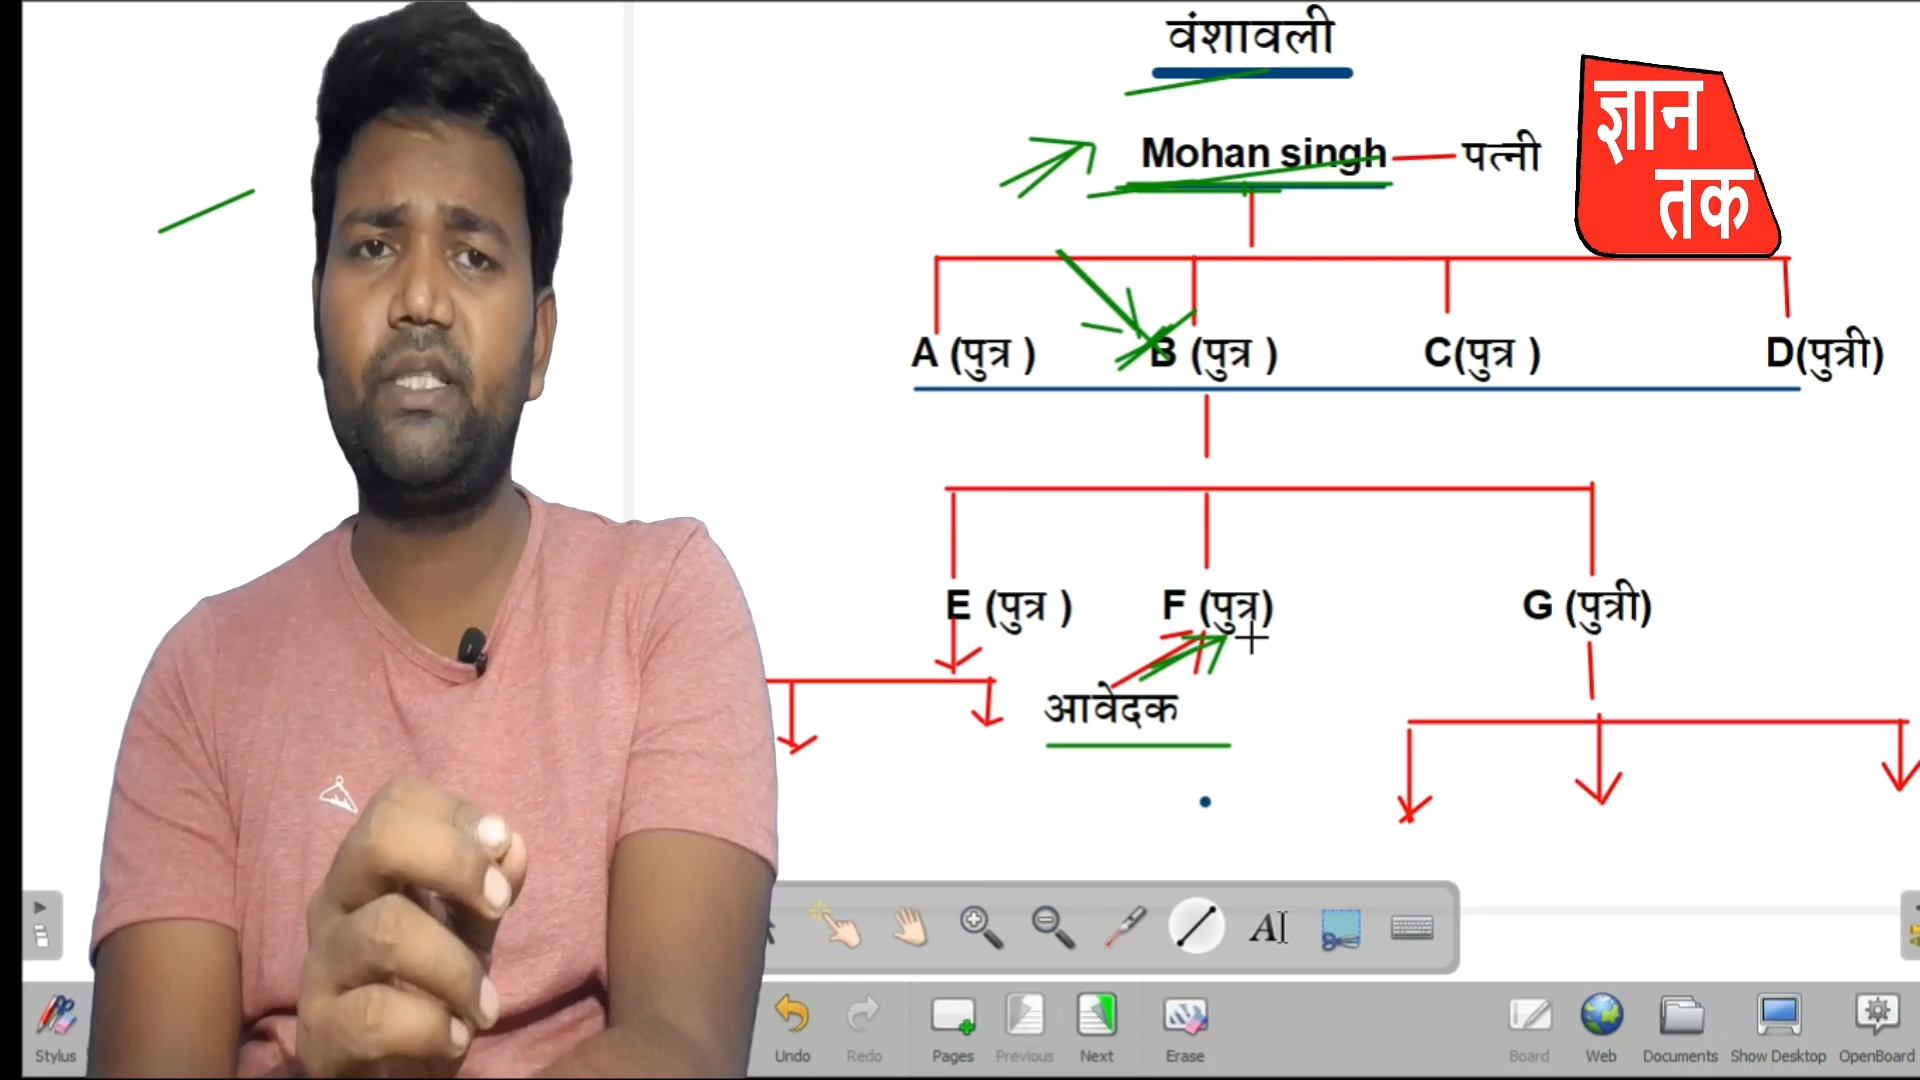 वंशावली
Mohan singh पत्नी
ज्ञान
तक
A (पुत्र ) B (पुत्र ) C(पुत्र ) D(पुत्री)
E (पुत्र ) F (पुत्र) G (पुत्री)
आवेदक
AI
Stylus Undo Redo Pages Previous Next Erase Board Web Documents Show Desktop OpenBoard